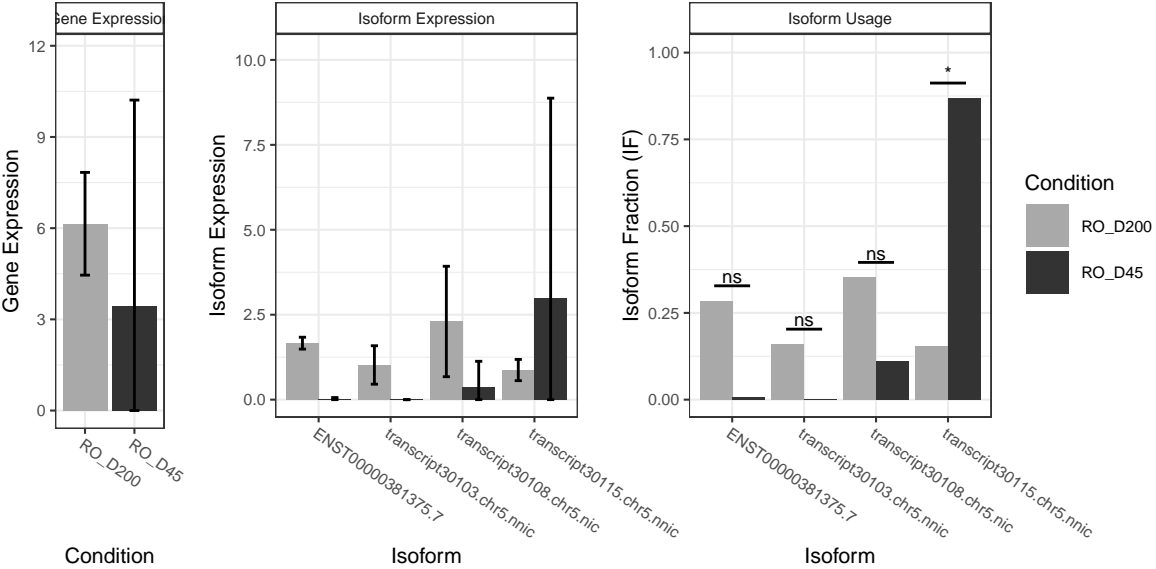 Gene Expression
Gene Expression
12
9
6
3
0
RO_D200
RO_D45
Condition
Isoform Expression
Isoform Expression
10.0
7.5
5.0
2.5
0.0
ENST00000381375.7
transcript30103.chr5.nnic
transcript30108.chr5.nic
transcript30115.chr5.nnic
Isoform
Isoform Usage
Isoform Fraction (IF)
1.00
0.75
0.50
0.25
0.00
ns
ns
ns
*
ENST00000381375.7
transcript30103.chr5.nnic
transcript30108.chr5.nic
transcript30115.chr5.nnic
Isoform
Condition
RO_D200
RO_D45